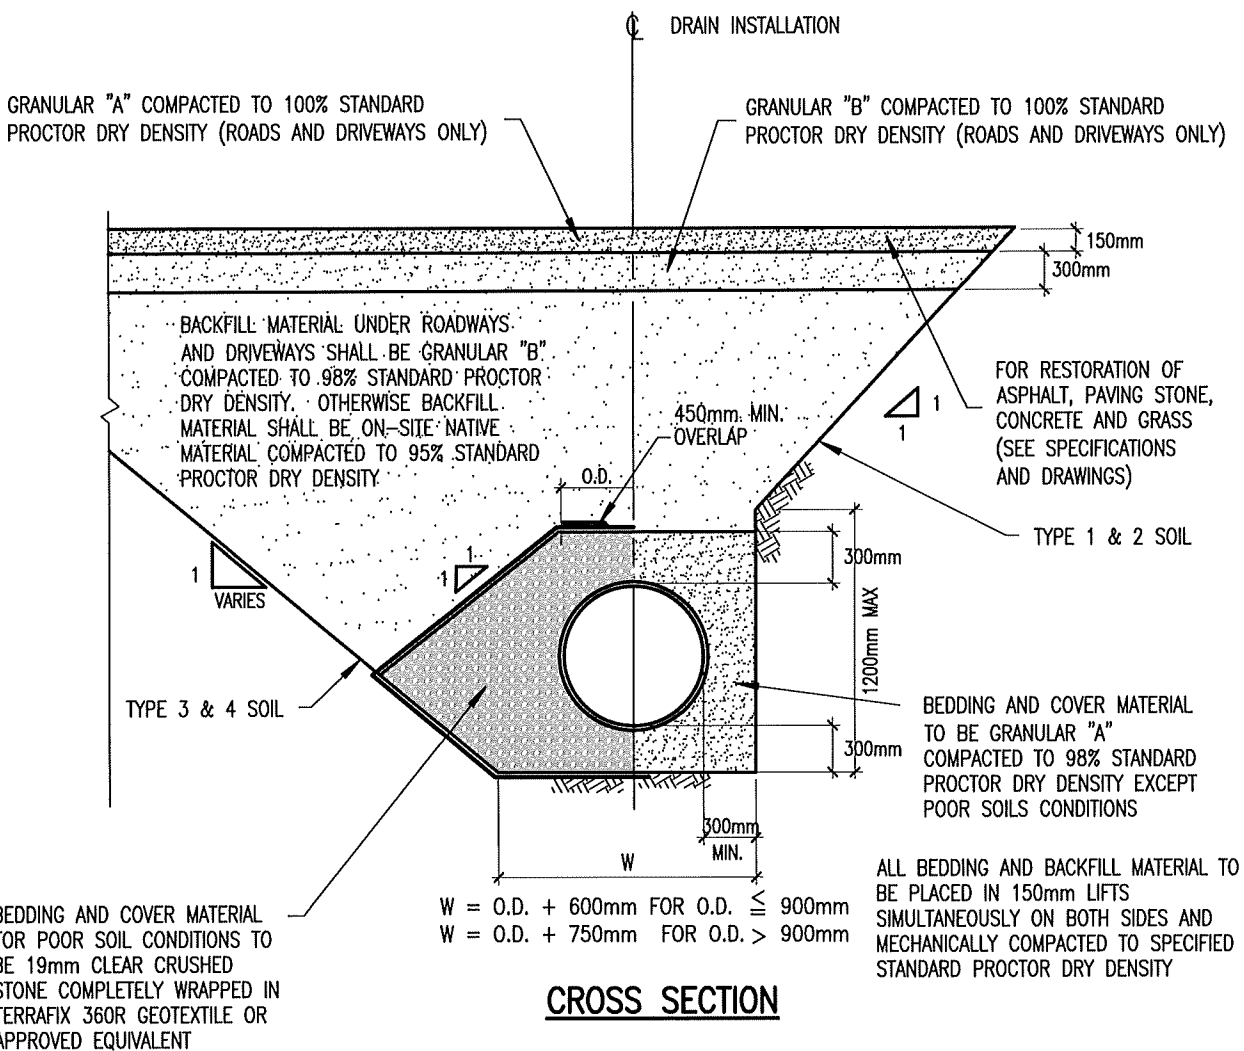 ℄ DRAIN INSTALLATION
GRANULAR "A" COMPACTED TO 100% STANDARD
PROCTOR DRY DENSITY (ROADS AND DRIVEWAYS ONLY)
GRANULAR "B" COMPACTED TO 100% STANDARD
PROCTOR DRY DENSITY (ROADS AND DRIVEWAYS ONLY)
150mm
300mm
BACKFILL MATERIAL UNDER ROADWAYS
AND DRIVEWAYS SHALL BE GRANULAR "B"
COMPACTED TO 98% STANDARD PROCTOR
DRY DENSITY. OTHERWISE BACKFILL
MATERIAL SHALL BE ON-SITE NATIVE
MATERIAL COMPACTED TO 95% STANDARD
PROCTOR DRY DENSITY
450mm MIN.
OVERLAP
O.D.
1
1
FOR RESTORATION OF
ASPHALT, PAVING STONE,
CONCRETE AND GRASS
(SEE SPECIFICATIONS
AND DRAWINGS)
TYPE 1 & 2 SOIL
1
VARIES
1
1
300mm
1200mm MAX
300mm
TYPE 3 & 4 SOIL
BEDDING AND COVER MATERIAL
TO BE GRANULAR "A"
COMPACTED TO 98% STANDARD
PROCTOR DRY DENSITY EXCEPT
POOR SOILS CONDITIONS
300mm
MIN.
W
W = O.D. + 600mm FOR O.D. ≦ 900mm
W = O.D. + 750mm FOR O.D. > 900mm
ALL BEDDING AND BACKFILL MATERIAL TO
BE PLACED IN 150mm LIFTS
SIMULTANEOUSLY ON BOTH SIDES AND
MECHANICALLY COMPACTED TO SPECIFIED
STANDARD PROCTOR DRY DENSITY
BEDDING AND COVER MATERIAL
FOR POOR SOIL CONDITIONS TO
BE 19mm CLEAR CRUSHED
STONE COMPLETELY WRAPPED IN
TERRAFIX 360R GEOTEXTILE OR
APPROVED EQUIVALENT
CROSS SECTION